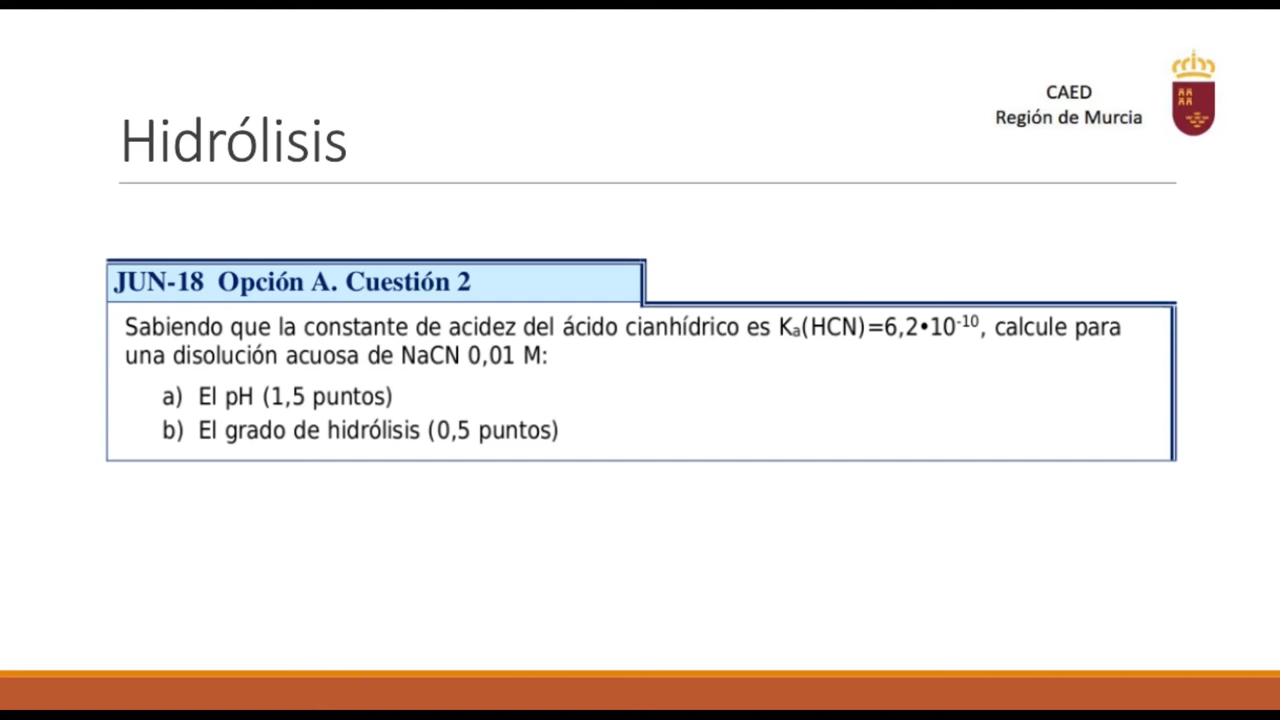 CAED
Región de Murcia
Hidrólisis
JUN-18 Opción A. Cuestión 2
Sabiendo que la constante de acidez del ácido cianhídrico es Kₐ(HCN)=6,2•10⁻¹⁰, calcule para
una disolución acuosa de NaCN 0,01 M:
a) El pH (1,5 puntos)
b) El grado de hidrólisis (0,5 puntos)